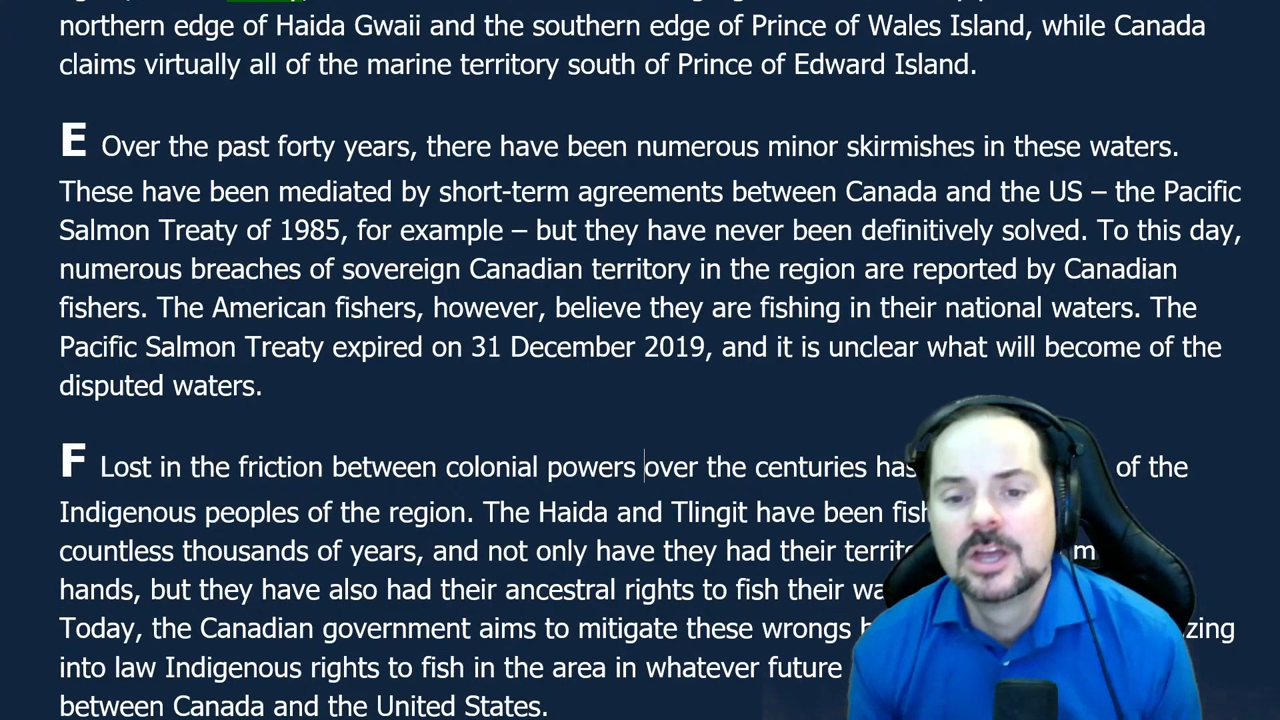 northern edge of Haida Gwaii and the southern edge of Prince of Wales Island, while Canada
claims virtually all of the marine territory south of Prince of Edward Island.
E Over the past forty years, there have been numerous minor skirmishes in these waters.
These have been mediated by short-term agreements between Canada and the US – the Pacific
Salmon Treaty of 1985, for example – but they have never been definitively solved. To this day,
numerous breaches of sovereign Canadian territory in the region are reported by Canadian
fishers. The American fishers, however, believe they are fishing in their national waters. The
Pacific Salmon Treaty expired on 31 December 2019, and it is unclear what will become of the
disputed waters.
F Lost in the friction between colonial powers over the centuries has of the
Indigenous peoples of the region. The Haida and Tlingit have been
countless thousands of years, and not only have they had their
hands, but they have also had their ancestral rights to fish their
Today, the Canadian government aims to mitigate these wrongs
into law Indigenous rights to fish in the area in whatever future
between Canada and the United States.